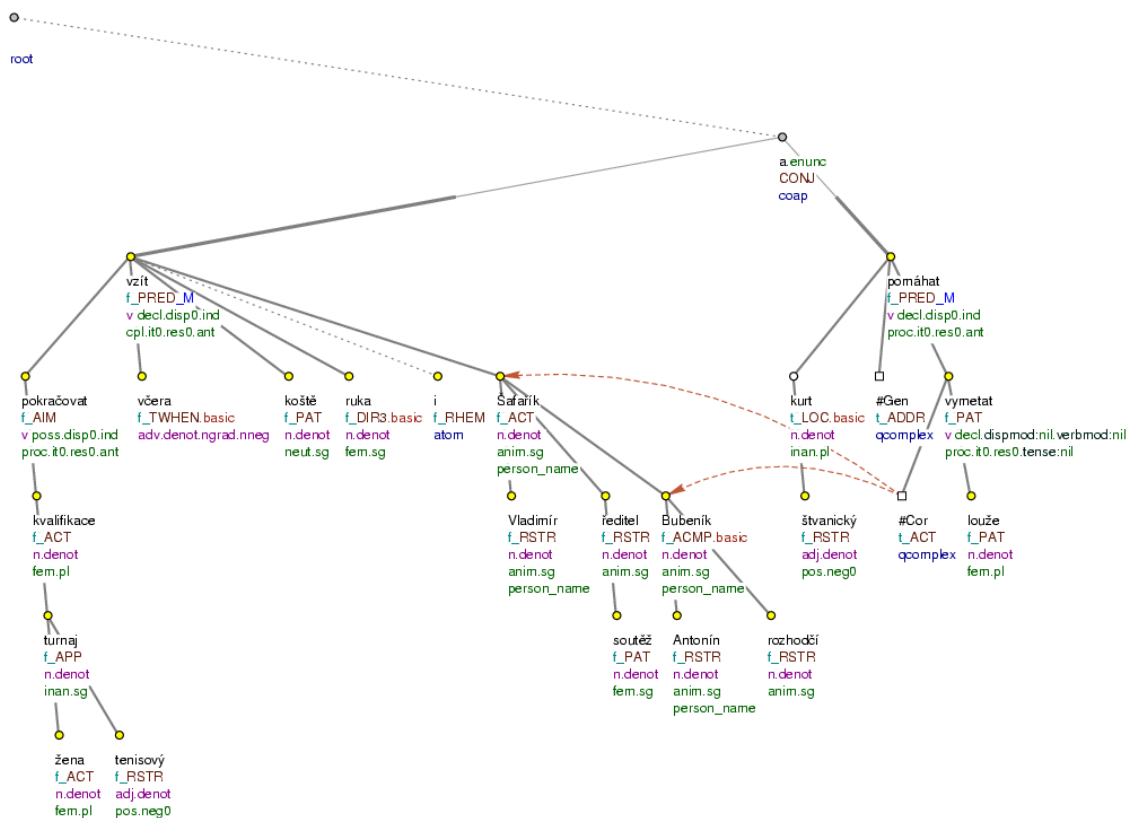 root
a.enunc
CONJ
coap
vzít
f_PRED_M
v decl.disp0.ind
cpl.it0.res0.ant
pomáhat
f_PRED_M
v decl.disp0.ind
proc.it0.res0.ant
pokračovat
f_AIM
v poss.disp0.ind
proc.it0.res0.ant
včera
f_TWHEN.basic
adv.denot.ngrad.nneg
koště
f_PAT
n.denot
neut.sg
ruka
f_DIR3.basic
n.denot
fem.sg
i
f_RHEM
atom
Šafařík
f_ACT
n.denot
anim.sg
person_name
kurt
t_LOC.basic
n.denot
inan.pl
#Gen
t_ADDR
qcomplex
vymetat
f_PAT
v decl.dispmod:nil.verbmod:nil
proc.it0.res0.tense:nil
kvalifikace
f_ACT
n.denot
fem.pl
Vladimír
f_RSTR
n.denot
anim.sg
person_name
ředitel
f_RSTR
n.denot
anim.sg
Bubeník
f_ACMP.basic
n.denot
anim.sg
person_name
štvanický
f_RSTR
adj.denot
pos.neg0
#Cor
t_ACT
qcomplex
louže
f_PAT
n.denot
fem.pl
turnaj
f_APP
n.denot
inan.sg
soutěž
f_PAT
n.denot
fem.sg
Antonín
f_RSTR
n.denot
anim.sg
person_name
rozhodčí
f_RSTR
n.denot
anim.sg
žena
f_ACT
n.denot
fem.pl
tenisový
f_RSTR
adj.denot
pos.neg0